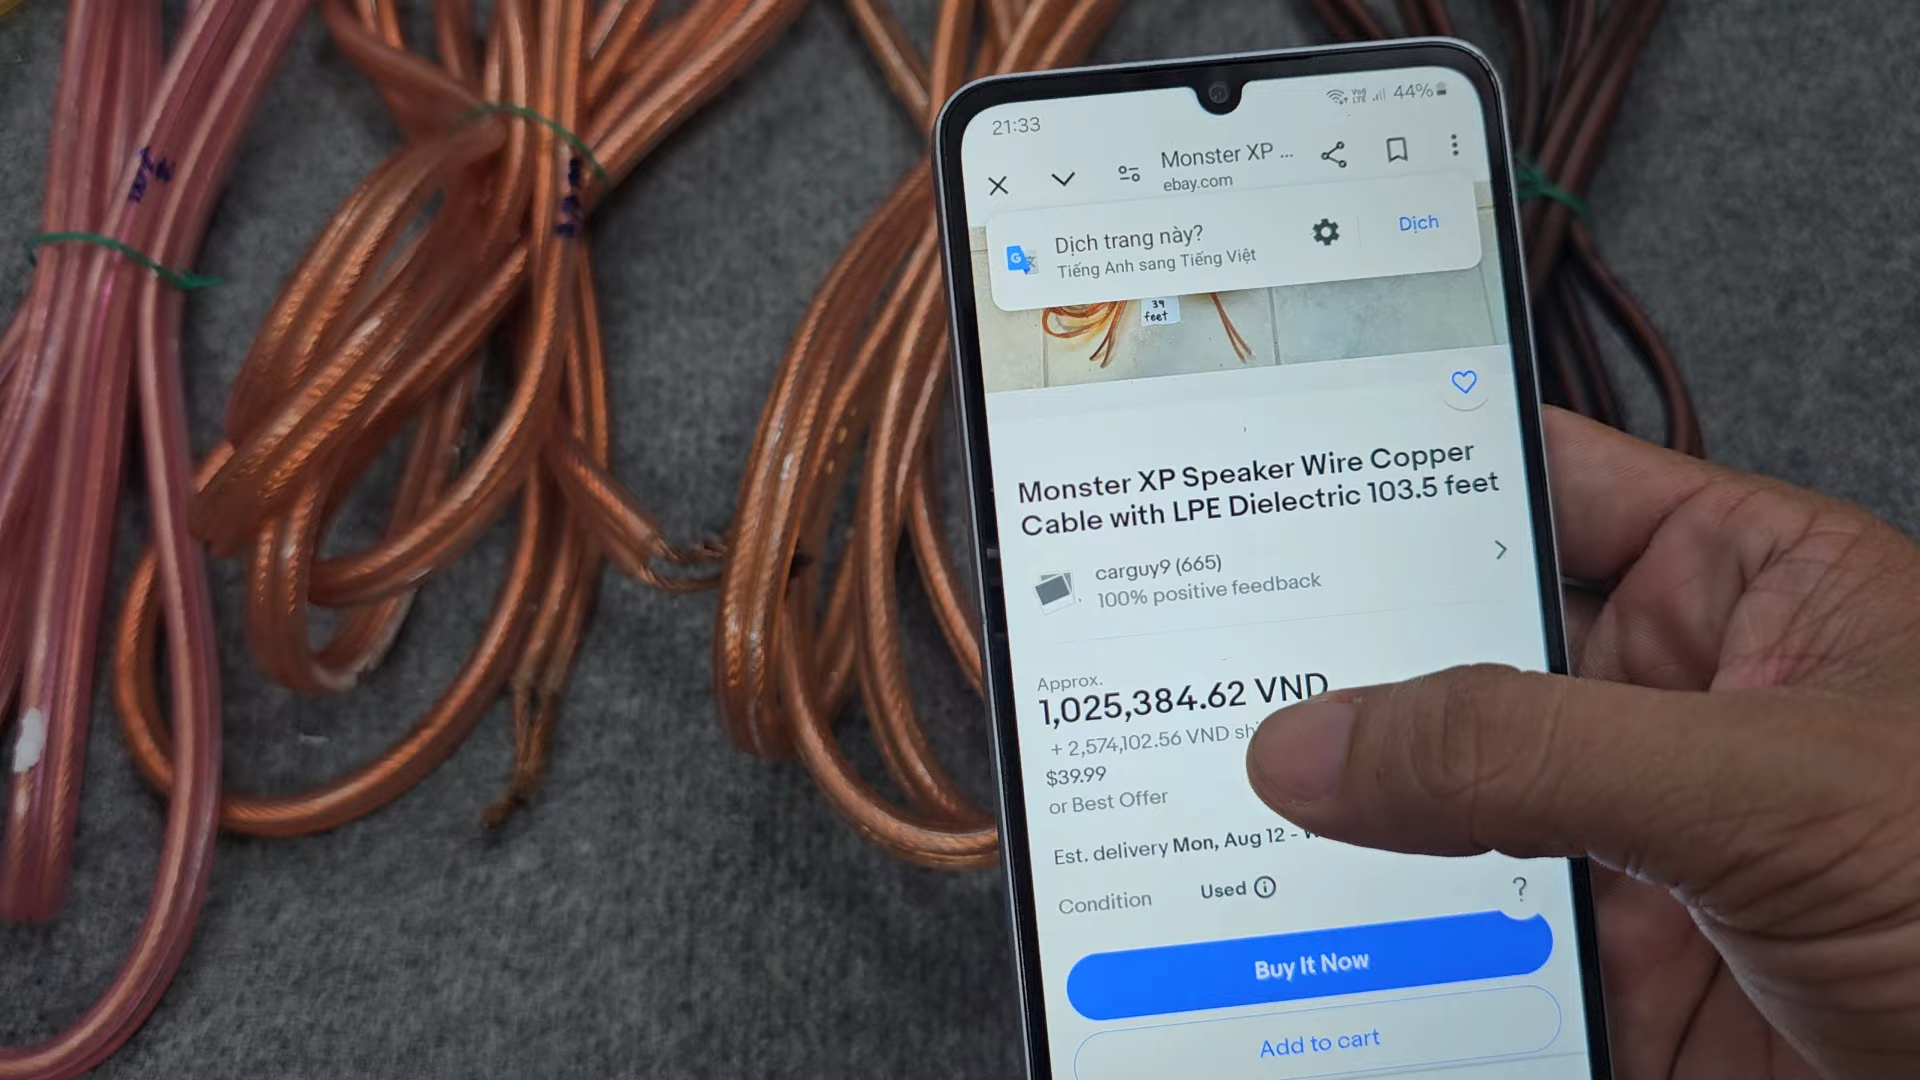 21:33
Vo)) LTE 44%
Monster XP ...
ebay.com
Dịch trang này?
Tiếng Anh sang Tiếng Việt
Dịch
39
feet
Monster XP Speaker Wire Copper
Cable with LPE Dielectric 103.5 feet
carguy9 (665)
100% positive feedback
Approx.
1,025,384.62 VND
+ 2,574,102.56 VND
$39.99
or Best Offer
Est. delivery Mon, Aug 12 -
Condition Used
Buy It Now
Add to cart